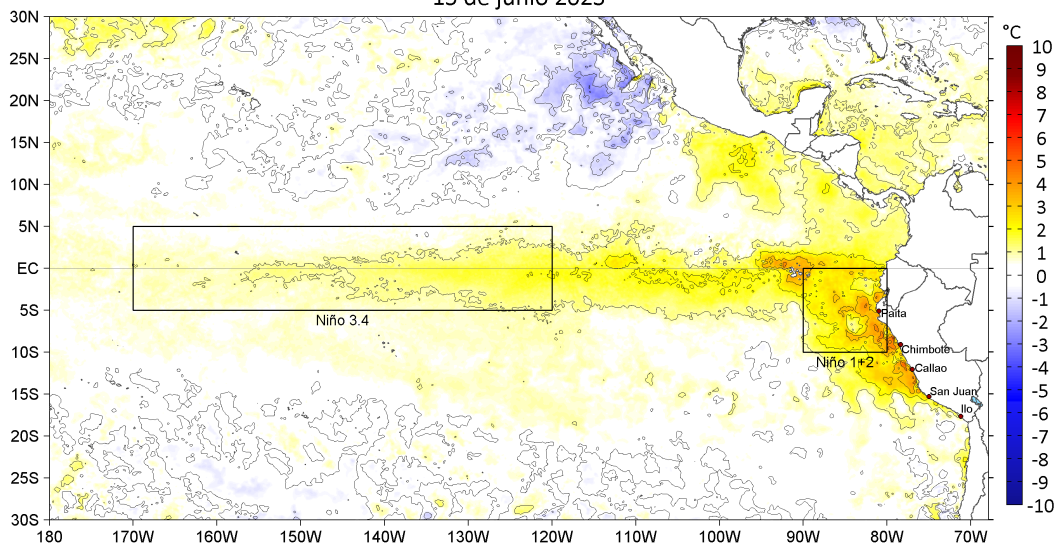 15 de junio 2023
°C
30N
25N
20N
15N
10N
5N
EC
5S
10S
15S
20S
25S
30S
180
170W
160W
150W
140W
130W
120W
110W
100W
90W
80W
70W
Niño 3.4
Niño 1+2
Paita
Chimbote
Callao
San Juan
Ilo
10
9
8
7
6
5
4
3
2
1
0
-1
-2
-3
-4
-5
-6
-7
-8
-9
-10